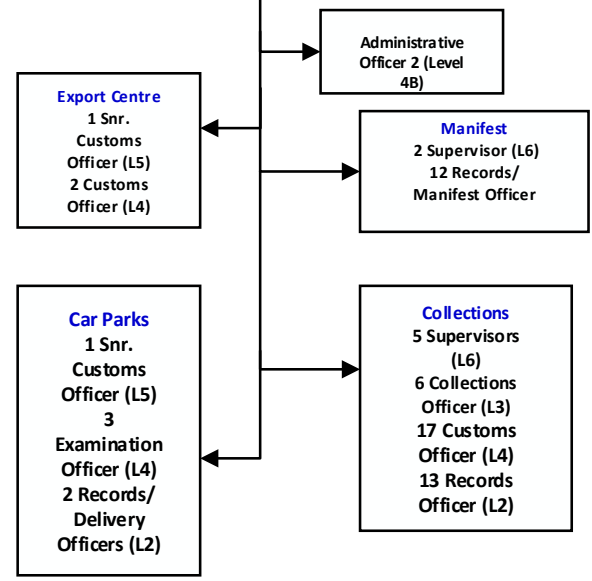 Administrative
Officer 2 (Level
4B)
Export Centre
1 Snr.
Customs
Officer (L5)
2 Customs
Officer (L4)
Manifest
2 Supervisor (L6)
12 Records/
Manifest Officer
Car Parks
1 Snr.
Customs
Officer (L5)
3
Examination
Officer (L4)
2 Records/
Delivery
Officers (L2)
Collections
5 Supervisors
(L6)
6 Collections
Officer (L3)
17 Customs
Officer (L4)
13 Records
Officer (L2)